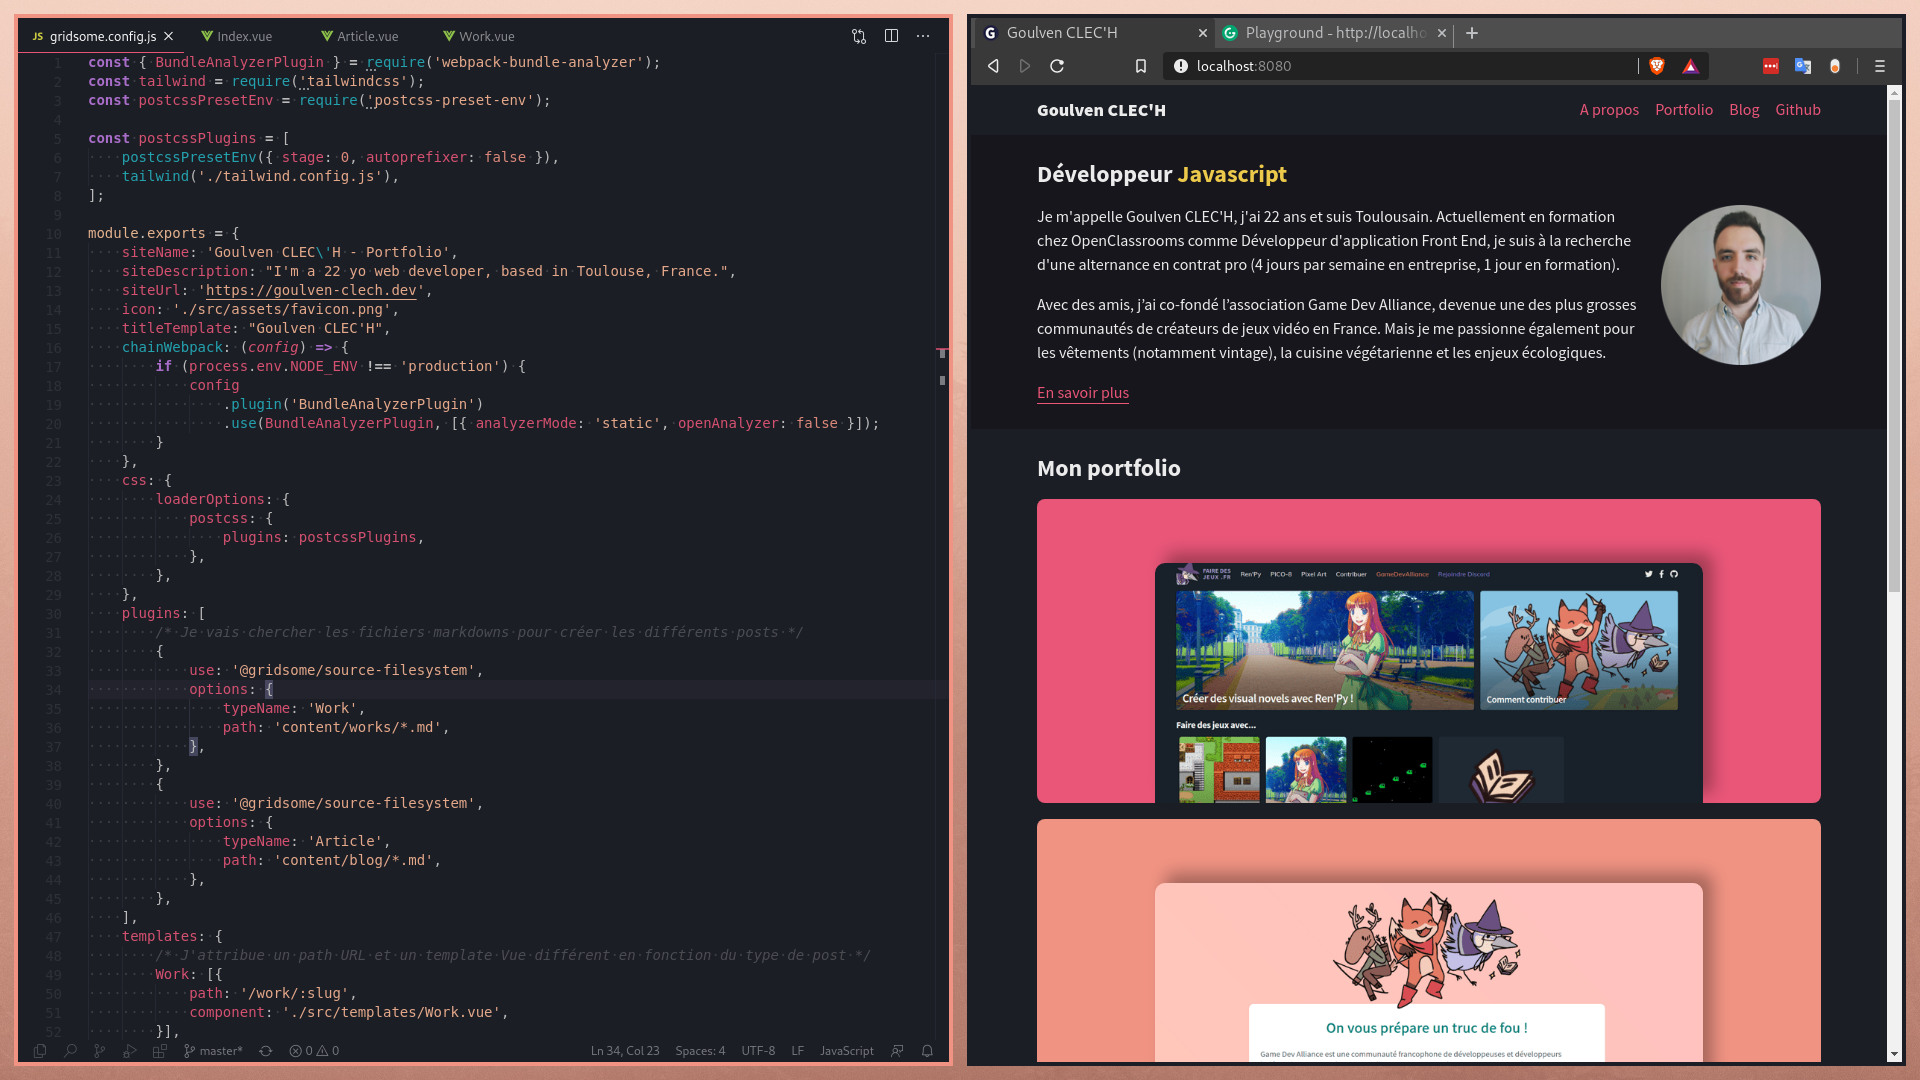 JS gridsome.config.js
Index.vue
Article.vue
Work.vue
1 const { BundleAnalyzerPlugin } = require('webpack-bundle-analyzer');
2 const tailwind = require('tailwindcss');
3 const postcssPresetEnv = require('postcss-preset-env');
4
5 const postcssPlugins = [
6 postcssPresetEnv({ stage: 0, autoprefixer: false }),
7 tailwind('./tailwind.config.js'),
8 ];
9
10 module.exports = {
11 siteName: 'Goulven CLEC\'H - Portfolio',
12 siteDescription: "I'm a 22 yo web developer, based in Toulouse, France.",
13 siteUrl: 'https://goulven-clech.dev',
14 icon: './src/assets/favicon.png',
15 titleTemplate: "Goulven CLEC'H",
16 chainWebpack: (config) => {
17 if (process.env.NODE_ENV !== 'production') {
18 config
19 .plugin('BundleAnalyzerPlugin')
20 .use(BundleAnalyzerPlugin, [{ analyzerMode: 'static', openAnalyzer: false }]);
21 }
22 },
23 css: {
24 loaderOptions: {
25 postcss: {
26 plugins: postcssPlugins,
27 },
28 },
29 },
30 plugins: [
31 /* Je vais chercher les fichiers markdowns pour créer les différents posts */
32 {
33 use: '@gridsome/source-filesystem',
34 options: {
35 typeName: 'Work',
36 path: 'content/works/*.md',
37 },
38 },
39 {
40 use: '@gridsome/source-filesystem',
41 options: {
42 typeName: 'Article',
43 path: 'content/blog/*.md',
44 },
45 },
46 ],
47 templates: {
48 /* J'attribue un path URL et un template Vue différent en fonction du type de post */
49 Work: [{
50 path: '/work/:slug',
51 component: './src/templates/Work.vue',
52 }],
master* 0 0 Ln 34, Col 23 Spaces: 4 UTF-8 LF JavaScript
G Goulven CLEC'H
Playground - http://localho
localhost:8080
Goulven CLEC'H
A propos Portfolio Blog Github
Développeur Javascript
Je m'appelle Goulven CLEC'H, j'ai 22 ans et suis Toulousain. Actuellement en formation
chez OpenClassrooms comme Développeur d'application Front End, je suis à la recherche
d'une alternance en contrat pro (4 jours par semaine en entreprise, 1 jour en formation).
Avec des amis, j’ai co-fondé l’association Game Dev Alliance, devenue une des plus grosses
communautés de créateurs de jeux vidéo en France. Mais je me passionne également pour
les vêtements (notamment vintage), la cuisine végétarienne et les enjeux écologiques.
En savoir plus
Mon portfolio
FAIRE DES
JEUX .FR
Ren'Py PICO-8 Pixel Art Contribuer GameDevAlliance Rejoindre Discord
Créer des visual novels avec Ren'Py !
Comment contribuer
Faire des jeux avec...
On vous prépare un truc de fou !
Game Dev Alliance est une communauté francophone de développeuses et développeurs